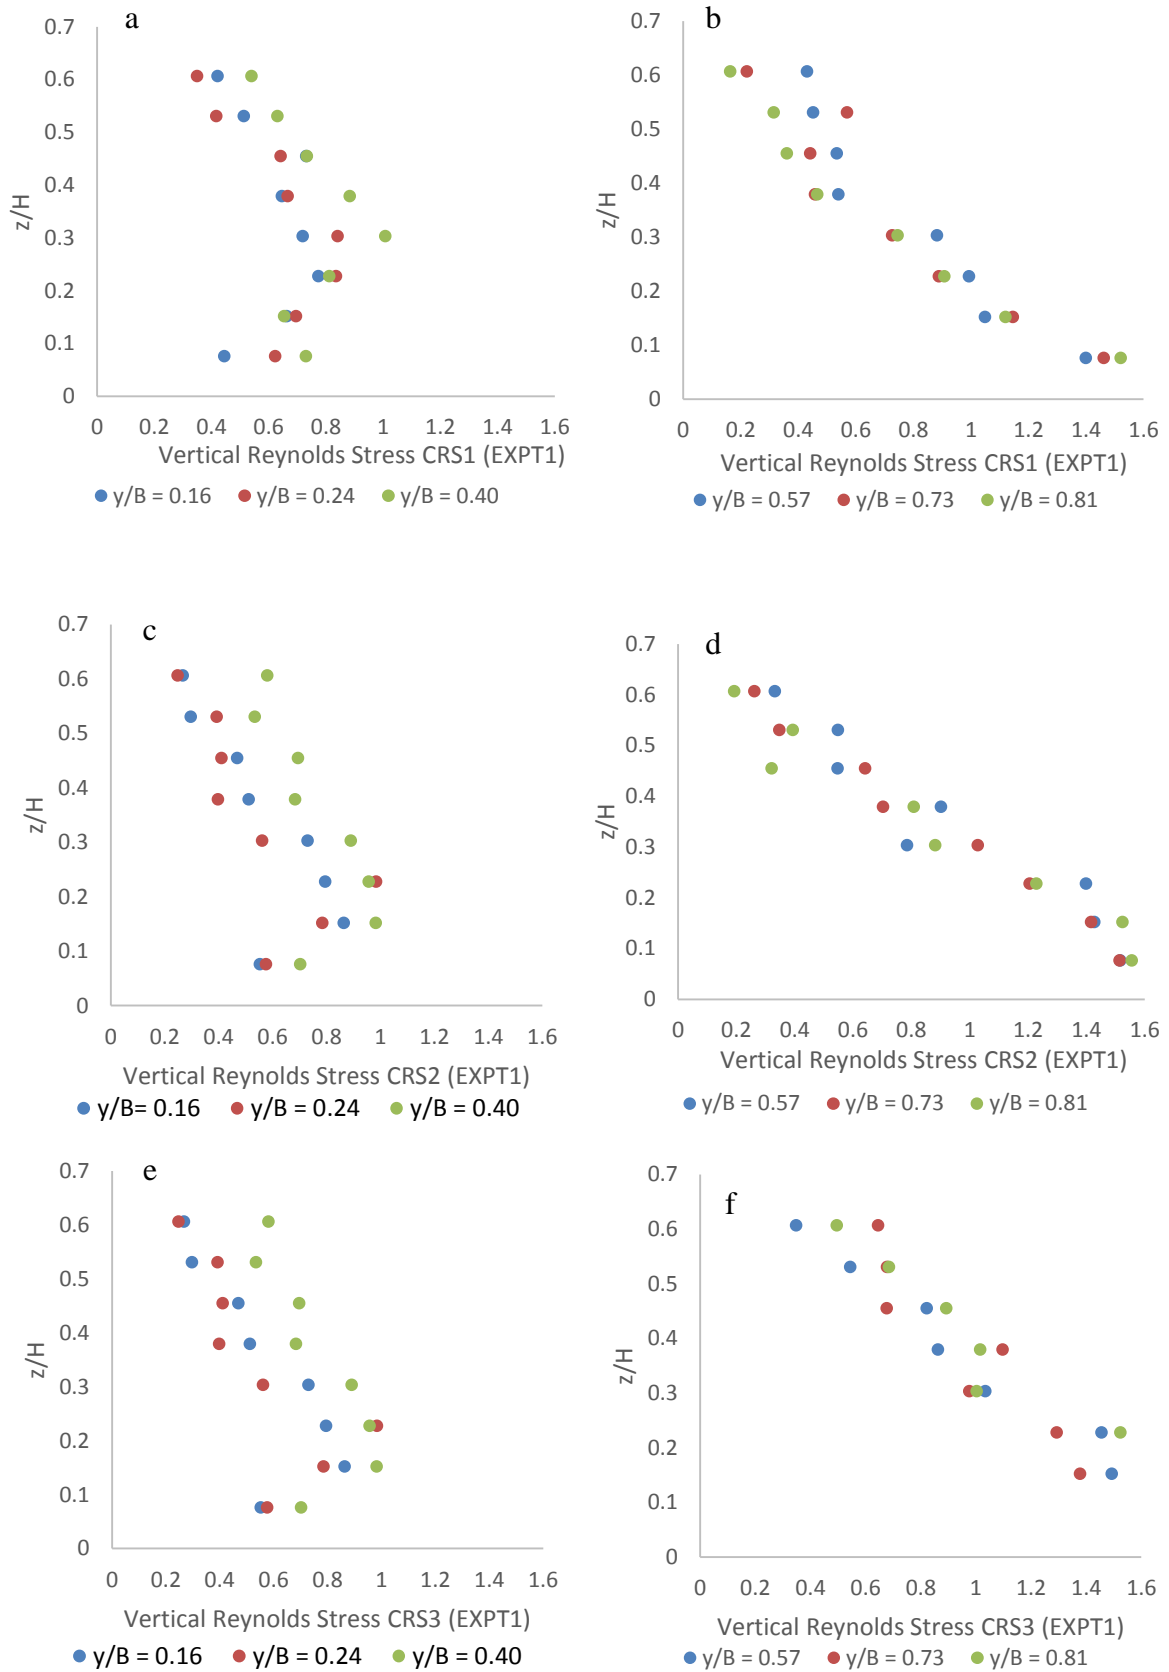 a
0.7
0.6
0.5
0.4
0.3
0.2
0.1
0
z/H
0 0.2 0.4 0.6 0.8 1 1.2 1.4 1.6
Vertical Reynolds Stress CRS1 (EXPT1)
y/B = 0.16 y/B = 0.24 y/B = 0.40
b
0.7
0.6
0.5
0.4
0.3
0.2
0.1
0
z/H
0 0.2 0.4 0.6 0.8 1 1.2 1.4 1.6
Vertical Reynolds Stress CRS1 (EXPT1)
y/B = 0.57 y/B = 0.73 y/B = 0.81
c
0.7
0.6
0.5
0.4
0.3
0.2
0.1
0
z/H
0 0.2 0.4 0.6 0.8 1 1.2 1.4 1.6
Vertical Reynolds Stress CRS2 (EXPT1)
y/B= 0.16 y/B = 0.24 y/B = 0.40
d
0.7
0.6
0.5
0.4
0.3
0.2
0.1
0
z/H
0 0.2 0.4 0.6 0.8 1 1.2 1.4 1.6
Vertical Reynolds Stress CRS2 (EXPT1)
y/B = 0.57 y/B = 0.73 y/B = 0.81
e
0.7
0.6
0.5
0.4
0.3
0.2
0.1
0
z/H
0 0.2 0.4 0.6 0.8 1 1.2 1.4 1.6
Vertical Reynolds Stress CRS3 (EXPT1)
y/B = 0.16 y/B = 0.24 y/B = 0.40
f
0.7
0.6
0.5
0.4
0.3
0.2
0.1
0
z/H
0 0.2 0.4 0.6 0.8 1 1.2 1.4 1.6
Vertical Reynolds Stress CRS3 (EXPT1)
y/B = 0.57 y/B = 0.73 y/B = 0.81